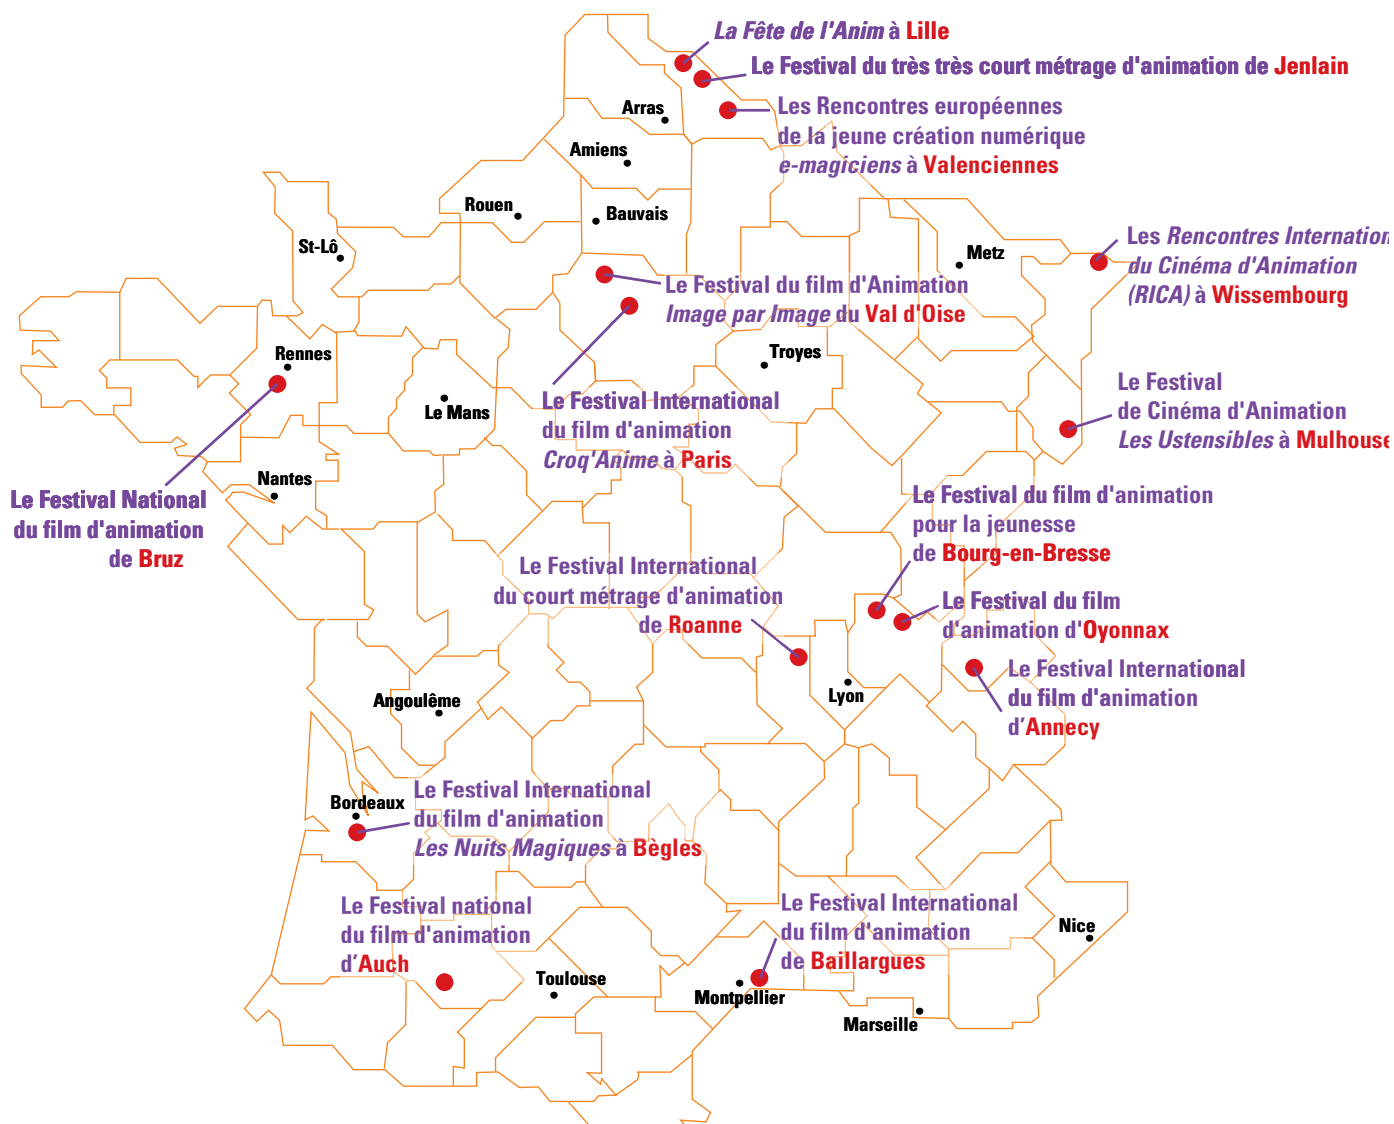 La Fête de l'Anim à Lille
Le Festival du très très court métrage d'animation de Jenlain
Les Rencontres européennes
de la jeune création numérique
e-magiciens à Valenciennes
Arras
Amiens
Rouen
Bauvais
St-Lô
Metz
Les Rencontres Internation
du Cinéma d'Animation
(RICA) à Wissembourg
Le Festival du film d'Animation
Image par Image du Val d'Oise
Rennes
Troyes
Le Mans
Le Festival International
du film d'animation
Croq'Anime à Paris
Le Festival
de Cinéma d'Animation
Les Ustensibles à Mulhouse
Nantes
Le Festival National
du film d'animation
de Bruz
Le Festival du film d'animation
pour la jeunesse
de Bourg-en-Bresse
Le Festival International
du court métrage d'animation
de Roanne
Le Festival du film
d'animation d'Oyonnax
Le Festival International
du film d'animation
d'Annecy
Lyon
Angoulême
Bordeaux
Le Festival International
du film d'animation
Les Nuits Magiques à Bègles
Le Festival national
du film d'animation
d'Auch
Le Festival International
du film d'animation
de Baillargues
Nice
Toulouse
Montpellier
Marseille